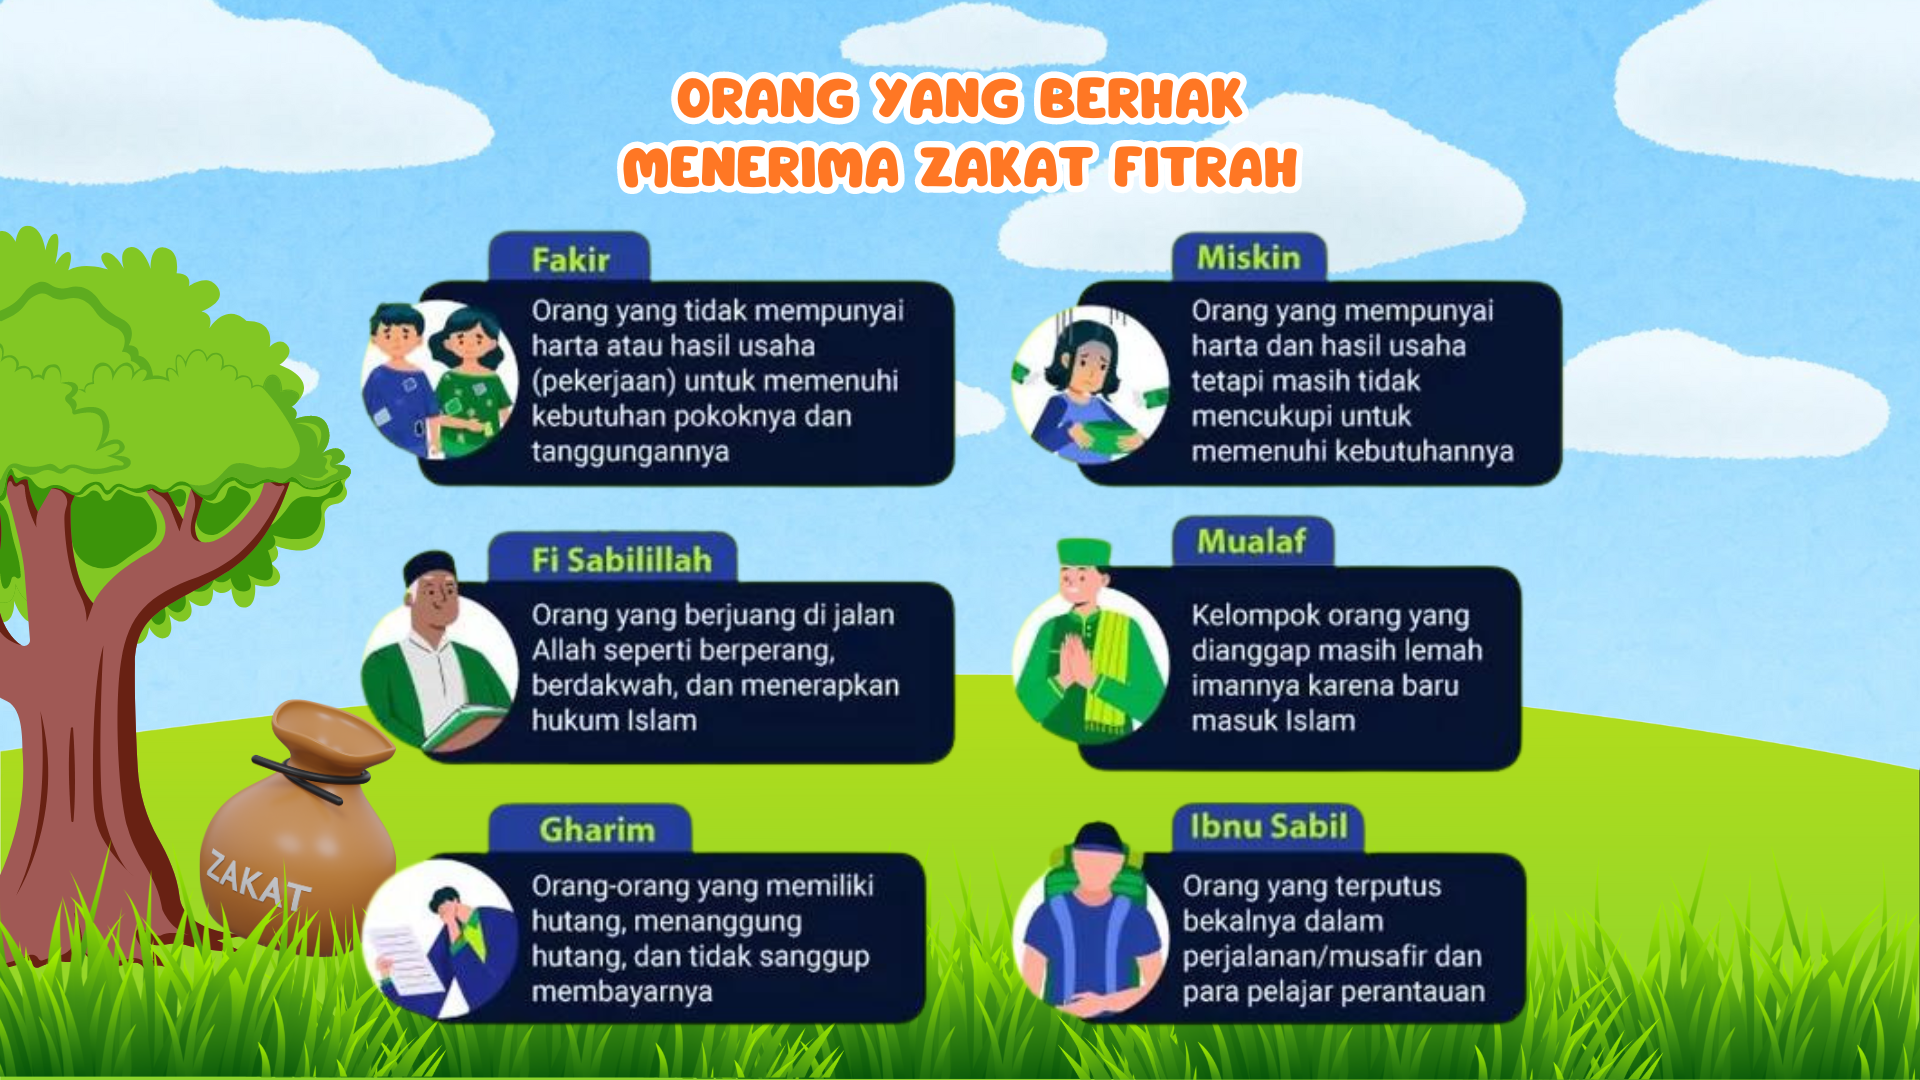 ORANG YANG BERHAK
MENERIMA ZAKAT FITRAH
Fakir
Orang yang tidak mempunyai
harta atau hasil usaha
(pekerjaan) untuk memenuhi
kebutuhan pokoknya dan
tanggungannya
Miskin
Orang yang mempunyai
harta dan hasil usaha
tetapi masih tidak
mencukupi untuk
memenuhi kebutuhannya
Fi Sabilillah
Orang yang berjuang di jalan
Allah seperti berperang,
berdakwah, dan menerapkan
hukum Islam
Mualaf
Kelompok orang yang
dianggap masih lemah
imannya karena baru
masuk Islam
Gharim
Orang-orang yang memiliki
hutang, menanggung
hutang, dan tidak sanggup
membayarnya
Ibnu Sabil
Orang yang terputus
bekalnya dalam
perjalanan/musafir dan
para pelajar perantauan
ZAKAT